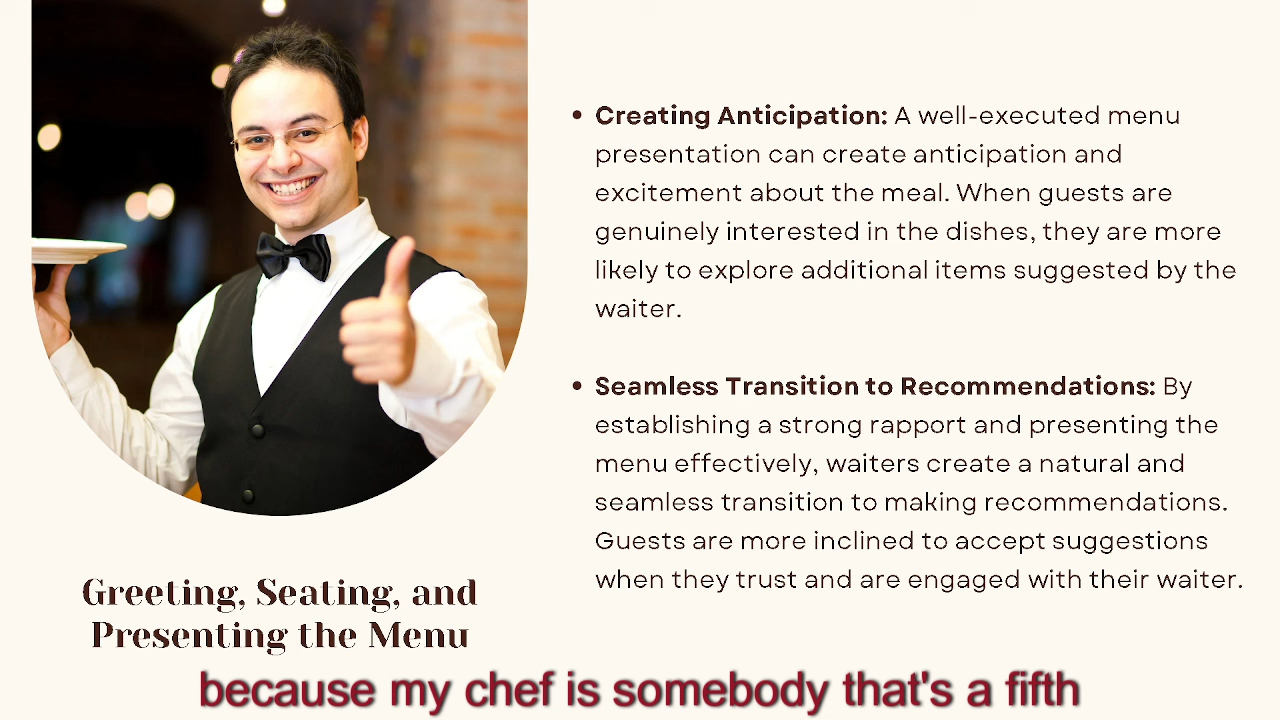 • Creating Anticipation: A well-executed menu
presentation can create anticipation and
excitement about the meal. When guests are
genuinely interested in the dishes, they are more
likely to explore additional items suggested by the
waiter.
• Seamless Transition to Recommendations: By
establishing a strong rapport and presenting the
menu effectively, waiters create a natural and
seamless transition to making recommendations.
Guests are more inclined to accept suggestions
when they trust and are engaged with their waiter.
Greeting, Seating, and
Presenting the Menu
because my chef is somebody that's a fifth